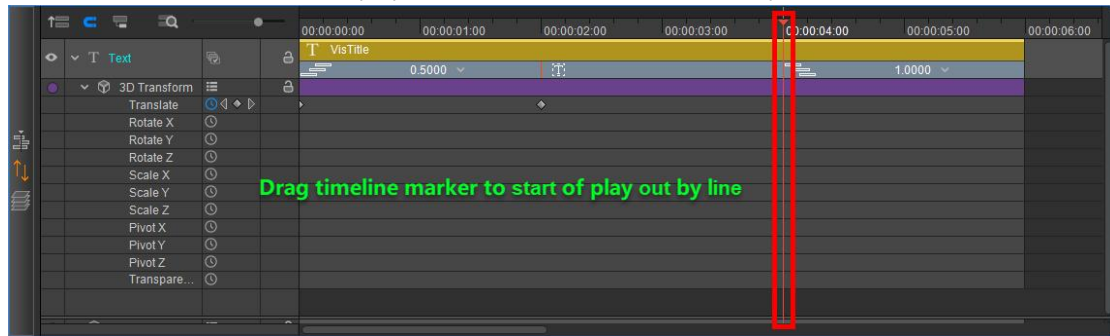 00:00:00:00 00:00:01:00 00:00:02:00 00:00:03:00 00:00:04:00 00:00:05:00 00:00:06:00
T Text
T VisTitle
0.5000 T 1.0000
3D Transform
Translate
Rotate X
Rotate Y
Rotate Z
Scale X
Scale Y
Drag timeline marker to start of play out by line
Scale Z
Pivot X
Pivot Y
Pivot Z
Transpare...